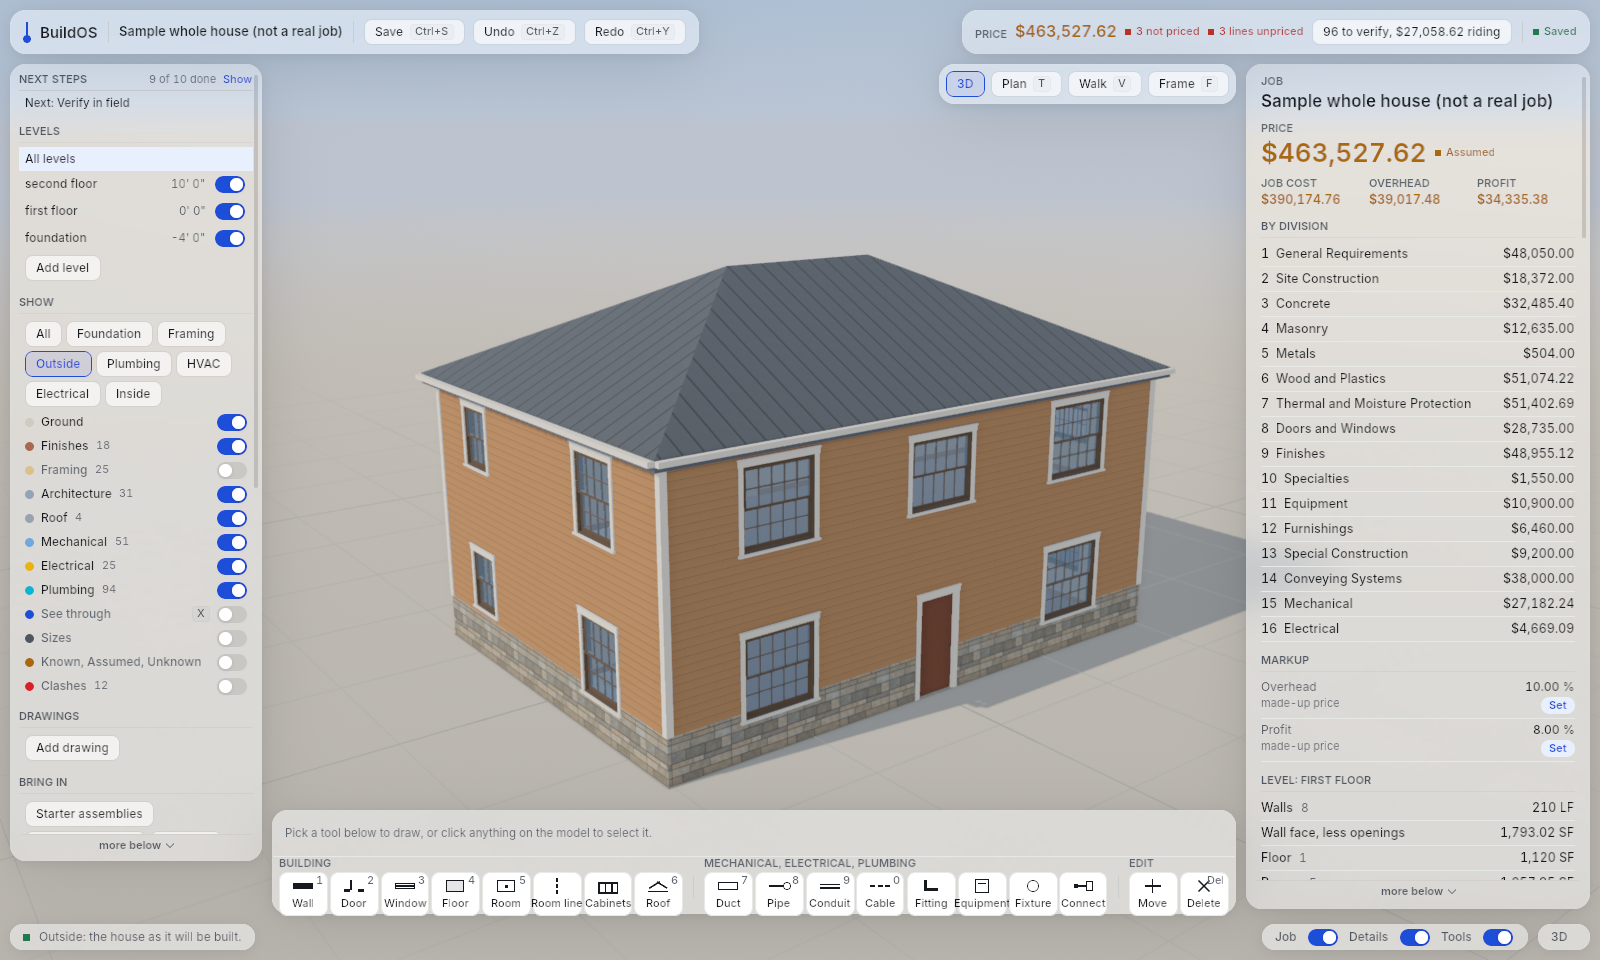 BuildOS
Sample whole house (not a real job)
Save Ctrl+S
Undo Ctrl+Z
Redo Ctrl+Y
PRICE $463,527.62
3 not priced
3 lines unpriced
96 to verify, $27,058.62 riding
Saved
NEXT STEPS 9 of 10 done Show
Next: Verify in field
LEVELS
All levels
second floor 10' 0"
first floor 0' 0"
foundation -4' 0"
Add level
SHOW
All Foundation Framing
Outside Plumbing HVAC
Electrical Inside
Ground
Finishes 18
Framing 25
Architecture 31
Roof 4
Mechanical 51
Electrical 25
Plumbing 94
See through X
Sizes
Known, Assumed, Unknown
Clashes 12
DRAWINGS
Add drawing
BRING IN
Starter assemblies
more below
Outside: the house as it will be built.
3D
Plan T
Walk V
Frame F
Pick a tool below to draw, or click anything on the model to select it.
BUILDING
Wall 1
Door 2
Window 3
Floor 4
Room 5
Room line
Cabinets
Roof 6
MECHANICAL, ELECTRICAL, PLUMBING
Duct 7
Pipe 8
Conduit 9
Cable 0
Fitting
Equipment
Fixture
Connect
EDIT
Move
Delete Del
JOB
Sample whole house (not a real job)
PRICE
$463,527.62 Assumed
JOB COST OVERHEAD PROFIT
$390,174.76 $39,017.48 $34,335.38
BY DIVISION
1 General Requirements $48,050.00
2 Site Construction $18,372.00
3 Concrete $32,485.40
4 Masonry $12,635.00
5 Metals $504.00
6 Wood and Plastics $51,074.22
7 Thermal and Moisture Protection $51,402.69
8 Doors and Windows $28,735.00
9 Finishes $48,955.12
10 Specialties $1,550.00
11 Equipment $10,900.00
12 Furnishings $6,460.00
13 Special Construction $9,200.00
14 Conveying Systems $38,000.00
15 Mechanical $27,182.24
16 Electrical $4,669.09
MARKUP
Overhead 10.00 %
made-up price Set
Profit 8.00 %
made-up price Set
LEVEL: FIRST FLOOR
Walls 8 210 LF
Wall face, less openings 1,793.02 SF
Floor 1 1,120 SF
more below
Job Details Tools 3D